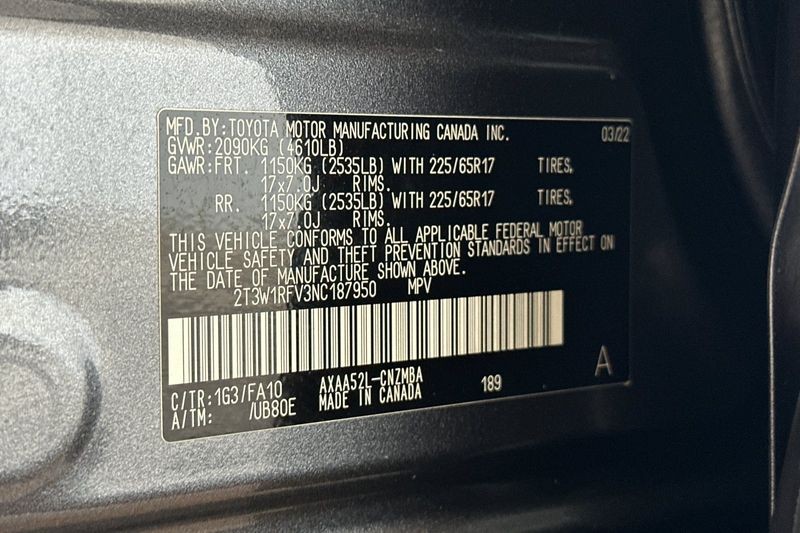 MFD.BY:TOYOTA MOTOR MANUFACTURING CANADA INC. 03/22
GVWR:2090KG (4610LB)
GAWR:FRT. 1150KG (2535LB) WITH 225/65R17 TIRES,
17x7.0J RIMS.
RR. 1150KG (2535LB) WITH 225/65R17 TIRES,
17x7.0J RIMS.
THIS VEHICLE CONFORMS TO ALL APPLICABLE FEDERAL MOTOR
VEHICLE SAFETY AND THEFT PREVENTION STANDARDS IN EFFECT ON
THE DATE OF MANUFACTURE SHOWN ABOVE.
2T3W1RFV3NC187950 MPV
C/TR:1G3/FA10 AXAA52L-CNZMBA 189 A
A/TM: /UB80E MADE IN CANADA